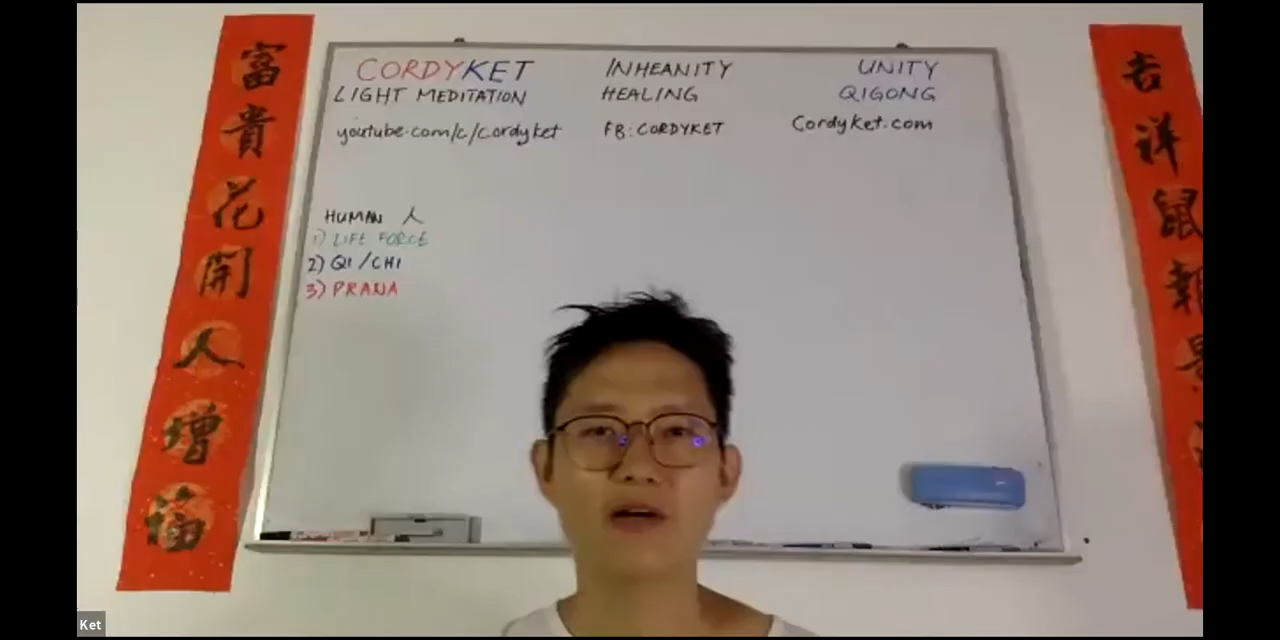 富貴花開人增福
CORDYKET
LIGHT MEDITATION
youtube.com/c/cordyket
INHEANITY
HEALING
FB: CORDYKET
UNITY
QIGONG
Cordyket.com
HUMAN 人
1) LIFE FORCE
2) QI /CHI
3) PRANA
吉祥鼠報
Ket